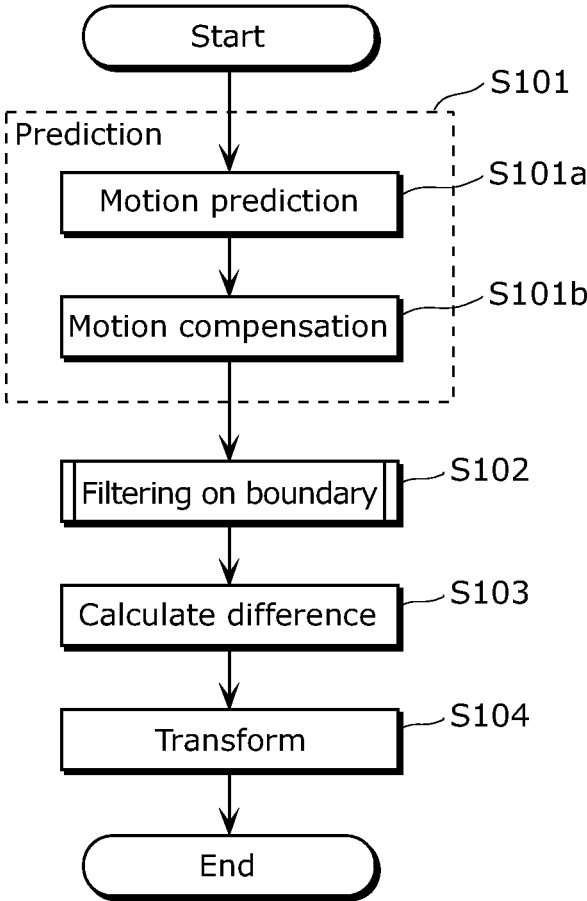 Start
S101
Prediction
Motion prediction
S101a
Motion compensation
S101b
Filtering on boundary
S102
Calculate difference
S103
Transform
S104
End